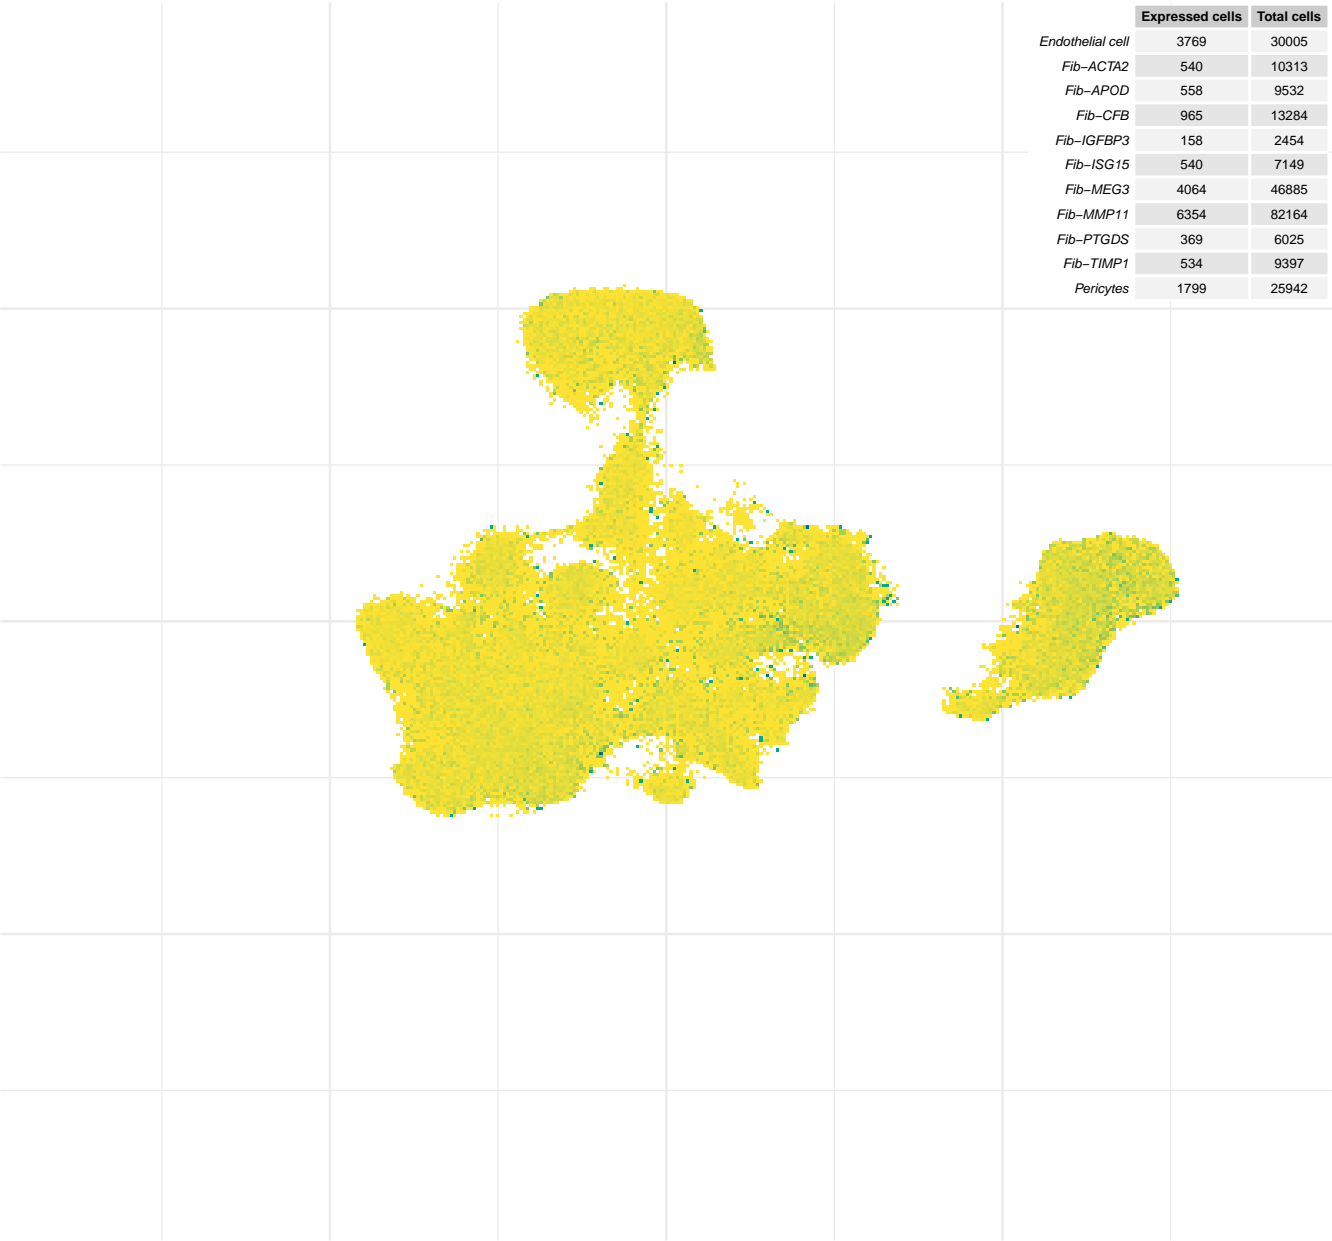 Expressed cells Total cells
Endothelial cell 3769 30005
Fib−ACTA2 540 10313
Fib−APOD 558 9532
Fib−CFB 965 13284
Fib−IGFBP3 158 2454
Fib−ISG15 540 7149
Fib−MEG3 4064 46885
Fib−MMP11 6354 82164
Fib−PTGDS 369 6025
Fib−TIMP1 534 9397
Pericytes 1799 25942